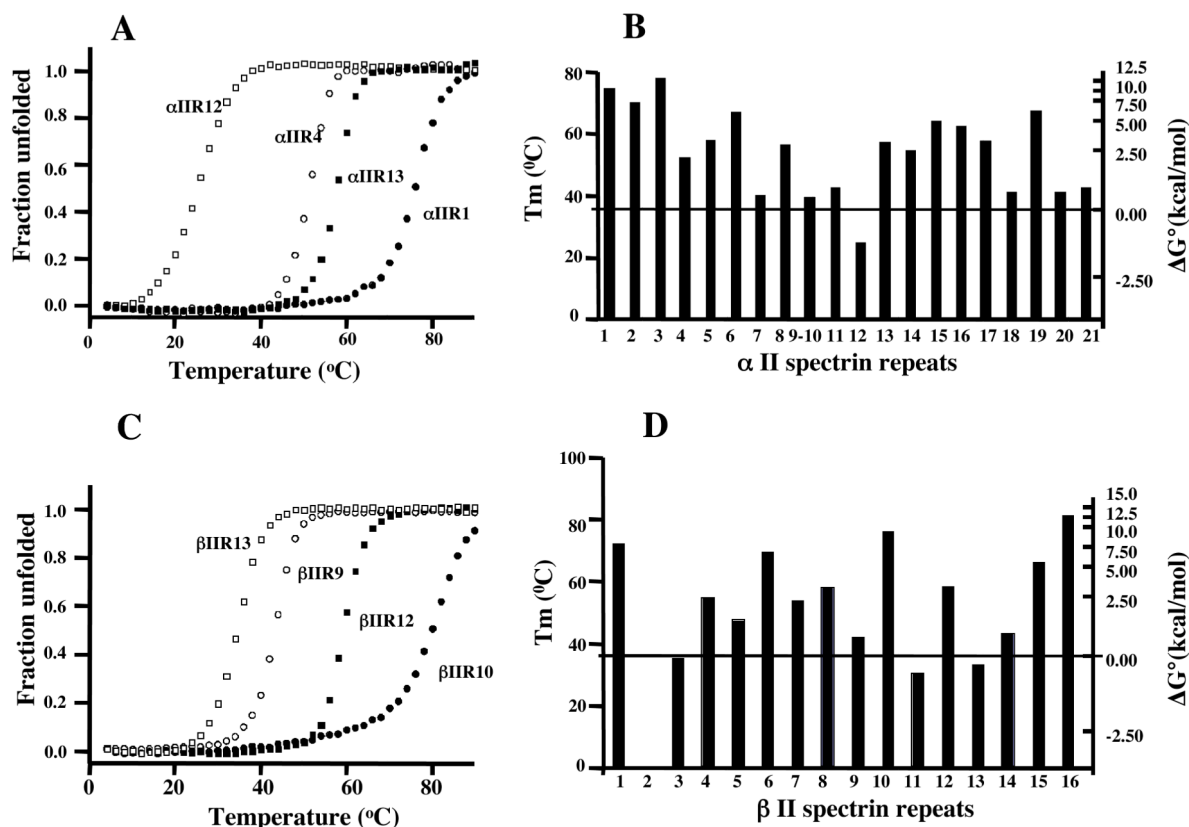 A
Fraction unfolded
1.0
0.8
0.6
0.4
0.2
0.0
αIIR12
αIIR4
αIIR13
αIIR1
0 20 40 60 80
Temperature (oC)
B
Tm (0C)
80
60
40
20
0
12.5
10.0
7.50
5.00
2.50
0.00
-2.50
ΔG°(kcal/mol)
1 2 3 4 5 6 7 8 9-10 11 12 13 14 15 16 17 18 19 20 21
α II spectrin repeats
C
Fraction unfolded
1.0
0.8
0.6
0.4
0.2
0.0
βIIR13
βIIR9
βIIR12
βIIR10
0 20 40 60 80
Temperature (oC)
D
Tm (0C)
100
80
60
40
20
0
15.0
12.5
10.0
7.50
5.00
2.50
0.00
-2.50
ΔG°(kcal/mol)
1 2 3 4 5 6 7 8 9 10 11 12 13 14 15 16
β II spectrin repeats